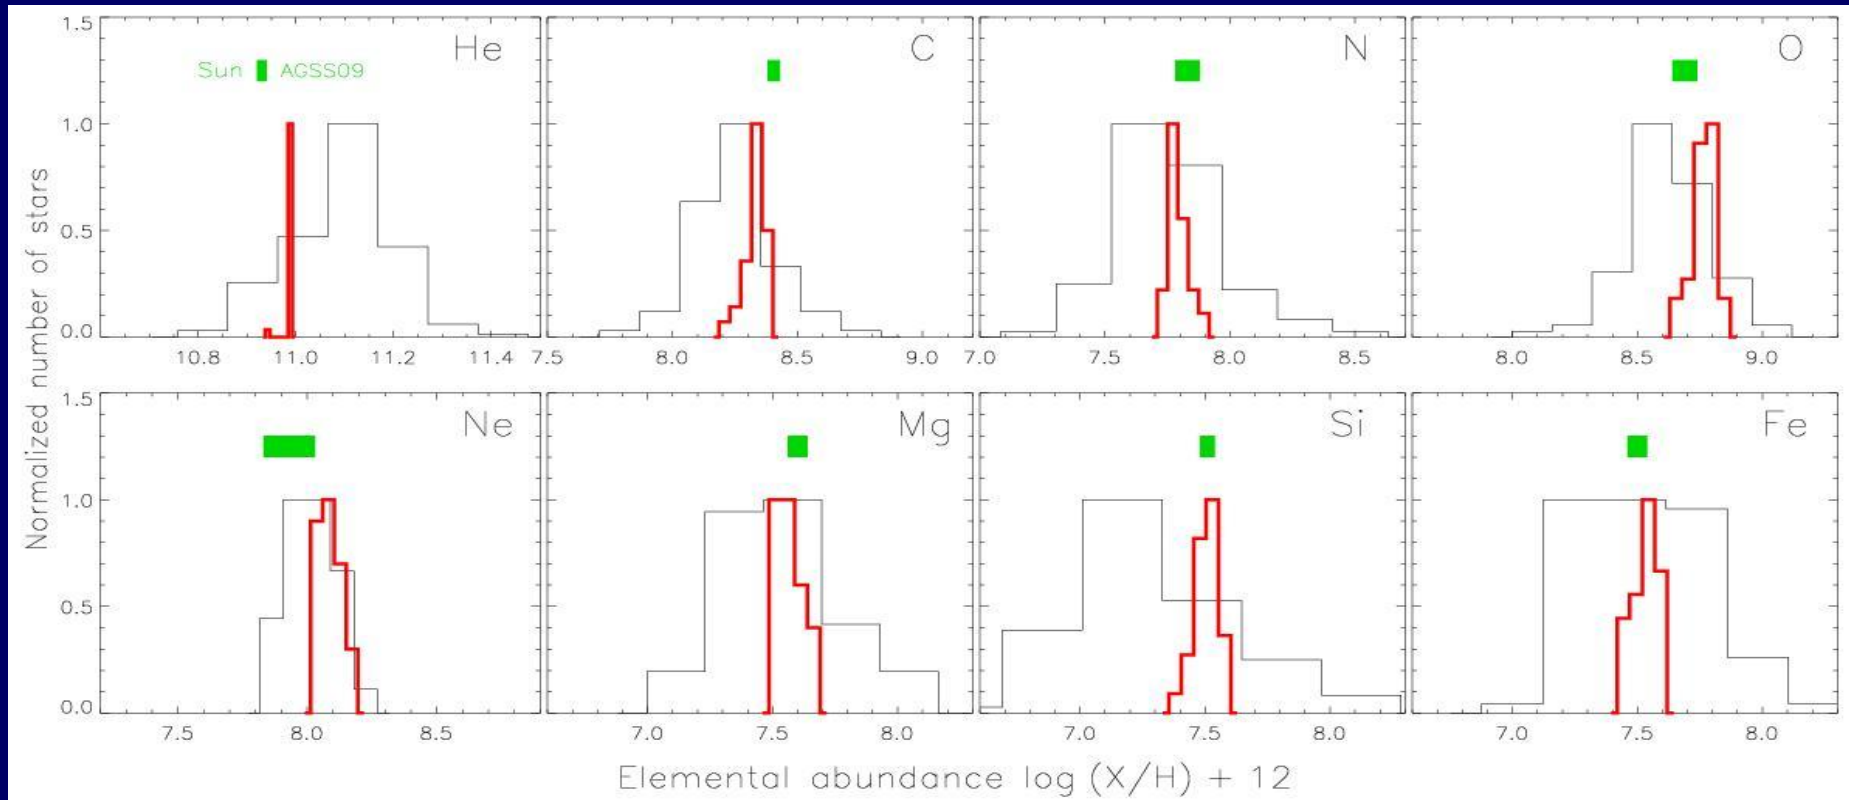 Normalized number of stars
1.5 He C N O
Sun AGSS09
1.0
0.5
0.0
10.8 11.0 11.2 11.4 7.5 8.0 8.5 9.0 7.0 7.5 8.0 8.5 8.0 8.5 9.0
1.5 Ne Mg Si Fe
1.0
0.5
0.0
7.5 8.0 8.5 7.0 7.5 8.0 7.0 7.5 8.0 7.0 7.5 8.0
Elemental abundance log (X/H) + 12